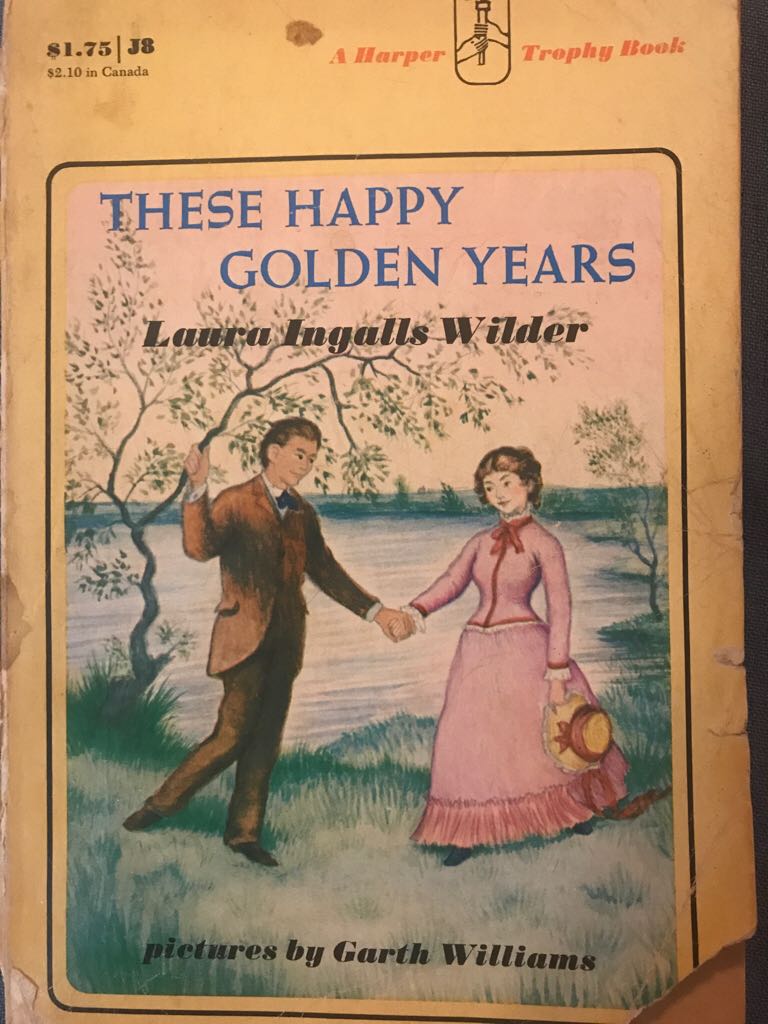 $1.75 | J8
$2.10 in Canada
A Harper Trophy Book
THESE HAPPY
GOLDEN YEARS
Laura Ingalls Wilder
pictures by Garth Williams